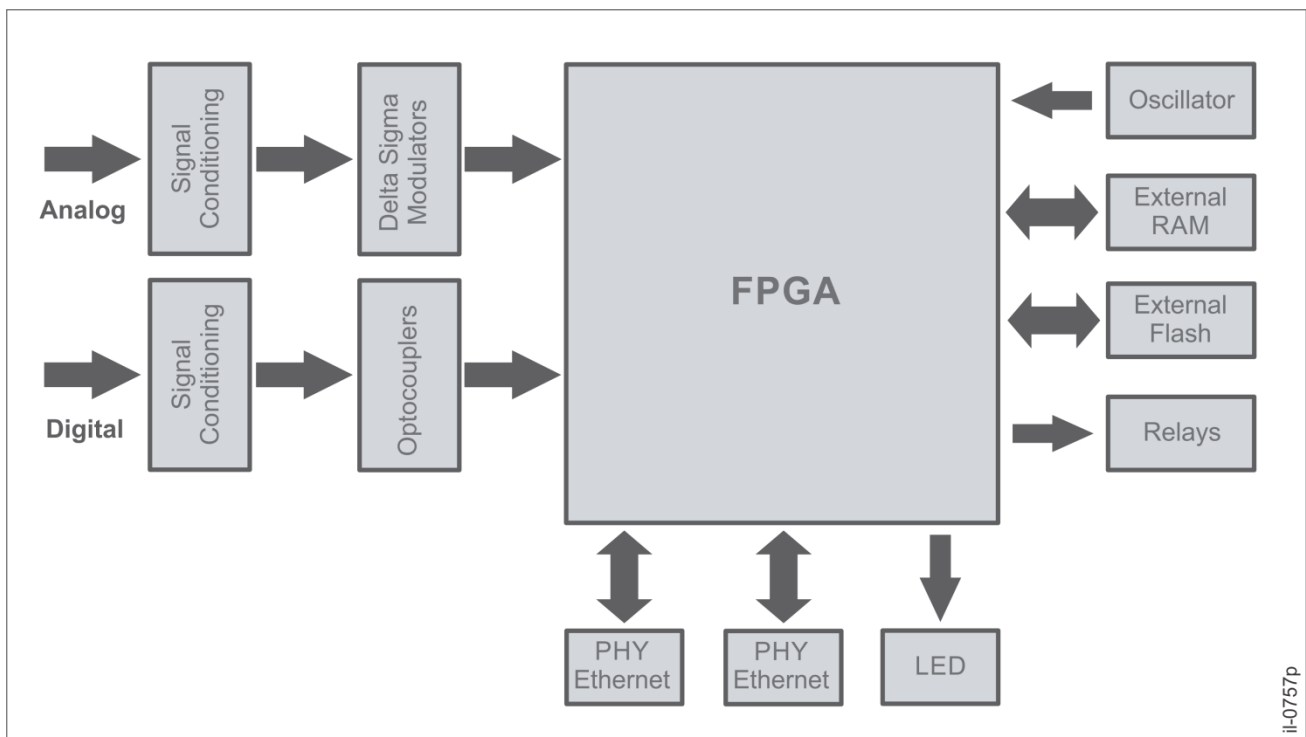 Analog
Signal
Conditioning
Delta Sigma
Modulators
Digital
Signal
Conditioning
Optocouplers
FPGA
Oscillator
External
RAM
External
Flash
Relays
PHY
Ethernet
PHY
Ethernet
LED
il-0757p